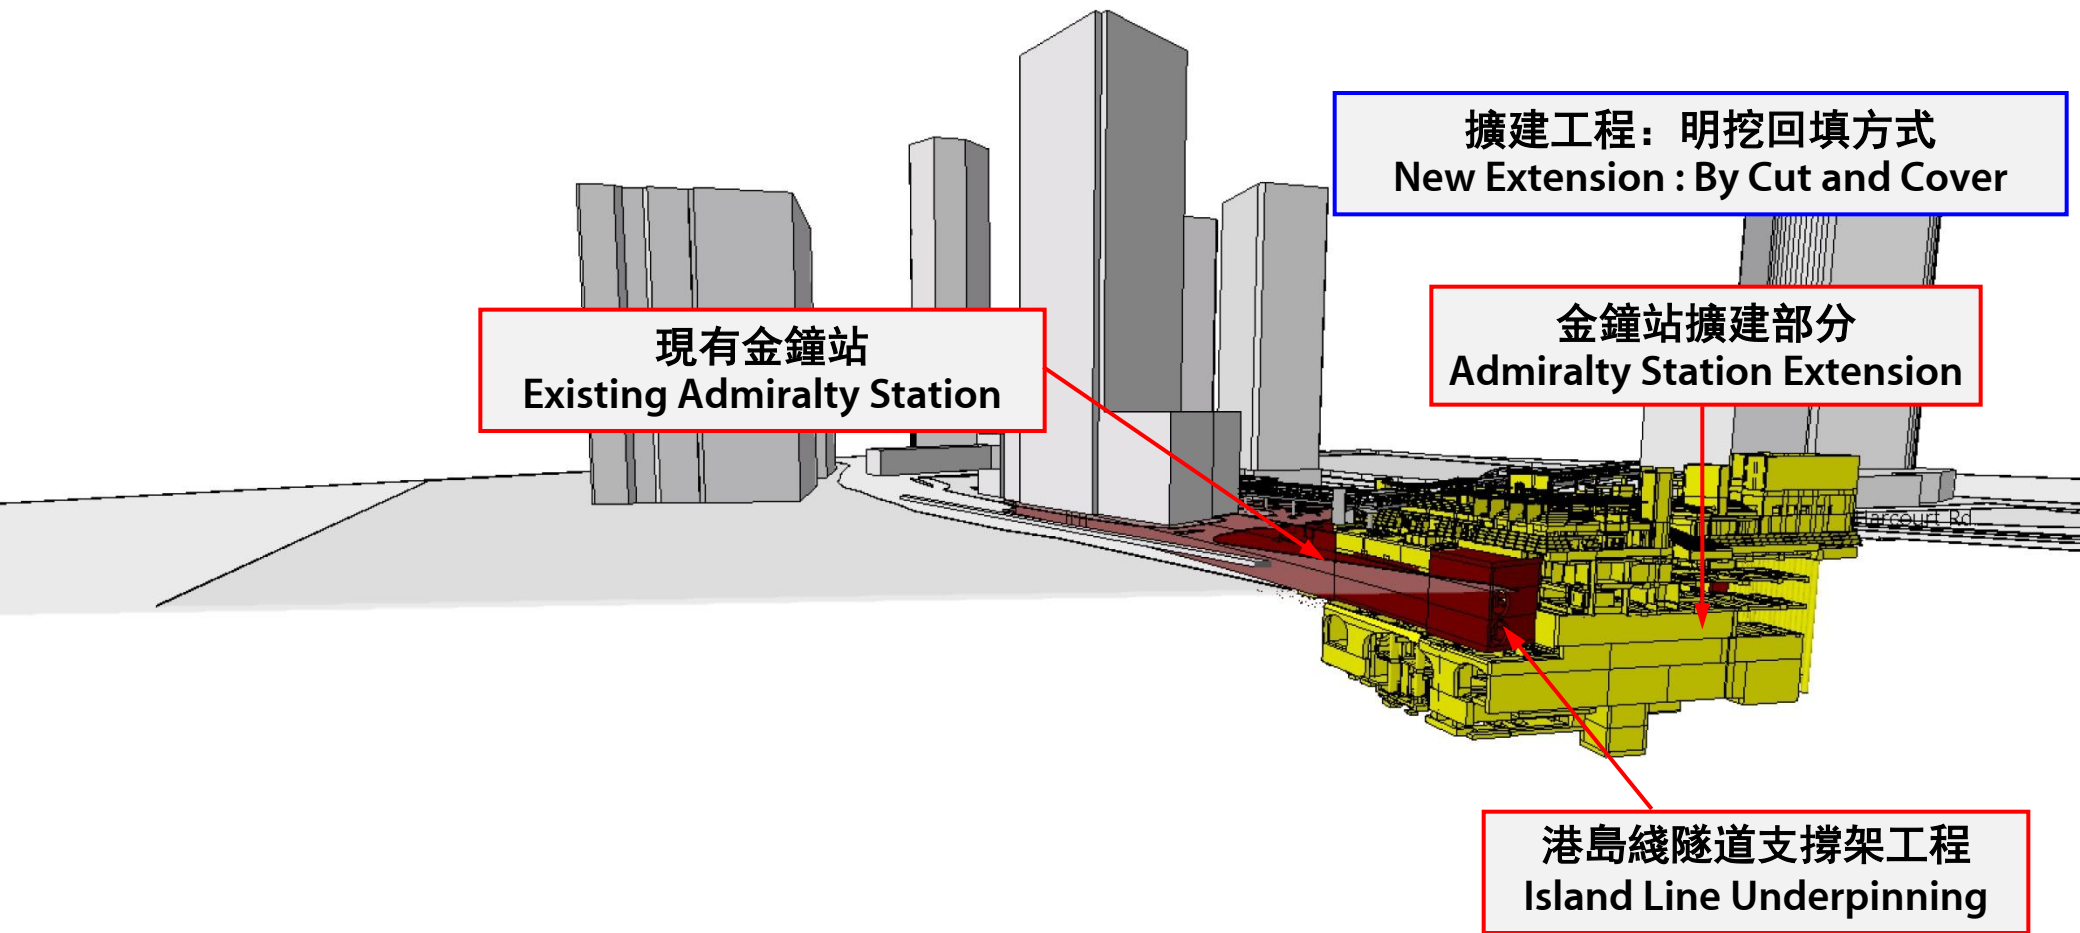 擴建工程：明挖回填方式
New Extension : By Cut and Cover
金鐘站擴建部分
Admiralty Station Extension
現有金鐘站
Existing Admiralty Station
Harcourt Rd
港島綫隧道支撐架工程
Island Line Underpinning